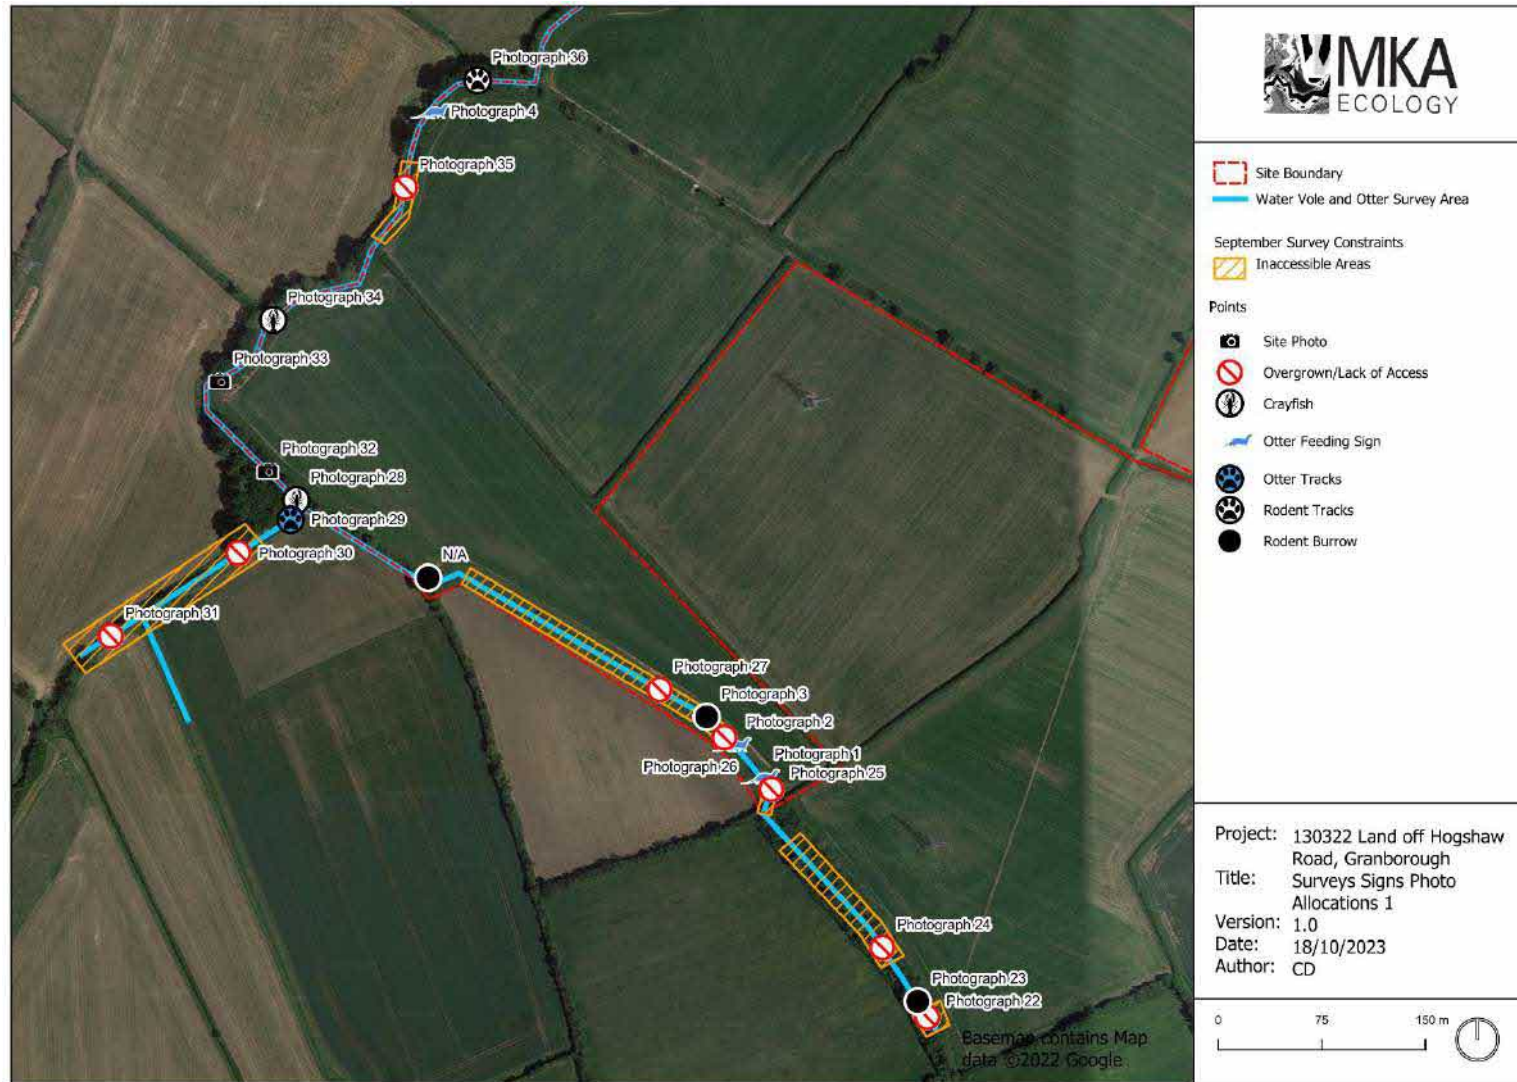 Photograph 36
Photograph 4
Photograph 35
Photograph 34
Photograph 33
Photograph 32
Photograph 28
Photograph 29
Photograph 30
N/A
Photograph 31
Photograph 27
Photograph 3
Photograph 2
Photograph 1
Photograph 26
Photograph 25
Photograph 24
Photograph 23
Photograph 22
Basemap contains Map
data ©2022 Google
MKA
ECOLOGY
Site Boundary
Water Vole and Otter Survey Area
September Survey Constraints
Inaccessible Areas
Points
Site Photo
Overgrown/Lack of Access
Crayfish
Otter Feeding Sign
Otter Tracks
Rodent Tracks
Rodent Burrow
Project: 130322 Land off Hogshaw
Road, Granborough
Title: Surveys Signs Photo
Allocations 1
Version: 1.0
Date: 18/10/2023
Author: CD
0 75 150 m